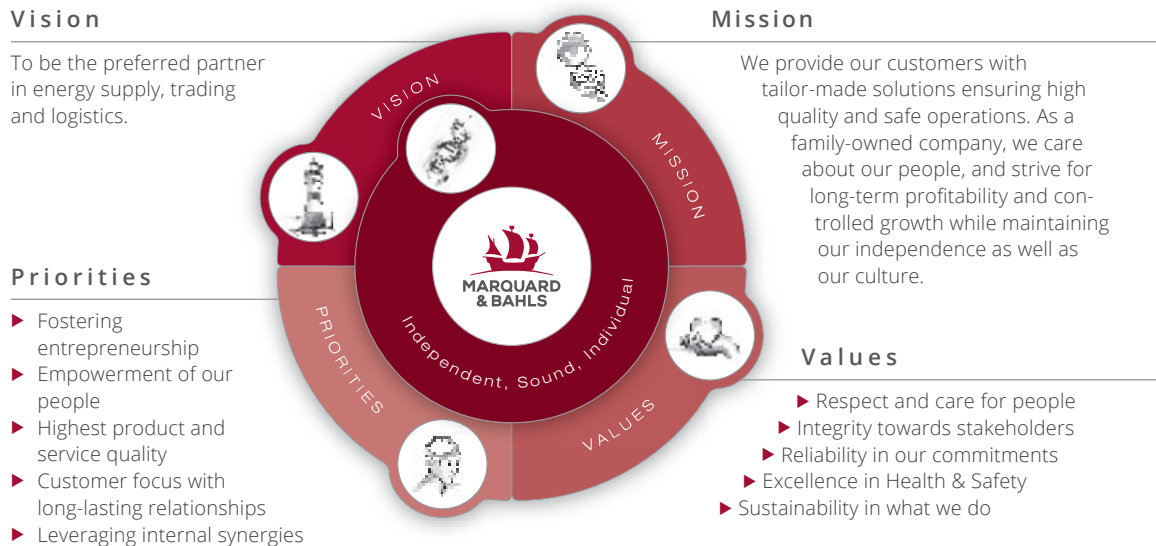 Vision
To be the preferred partner
in energy supply, trading
and logistics.
Mission
We provide our customers with
tailor-made solutions ensuring high
quality and safe operations. As a
family-owned company, we care
about our people, and strive for
long-term profitability and con-
trolled growth while maintaining
our independence as well as
our culture.
VISION
MISSION
MARQUARD
& BAHLS
Independent, Sound, Individual
PRIORITIES
VALUES
Priorities
▶ Fostering
entrepreneurship
▶ Empowerment of our
people
▶ Highest product and
service quality
▶ Customer focus with
long-lasting relationships
▶ Leveraging internal synergies
Values
▶ Respect and care for people
▶ Integrity towards stakeholders
▶ Reliability in our commitments
▶ Excellence in Health & Safety
▶ Sustainability in what we do